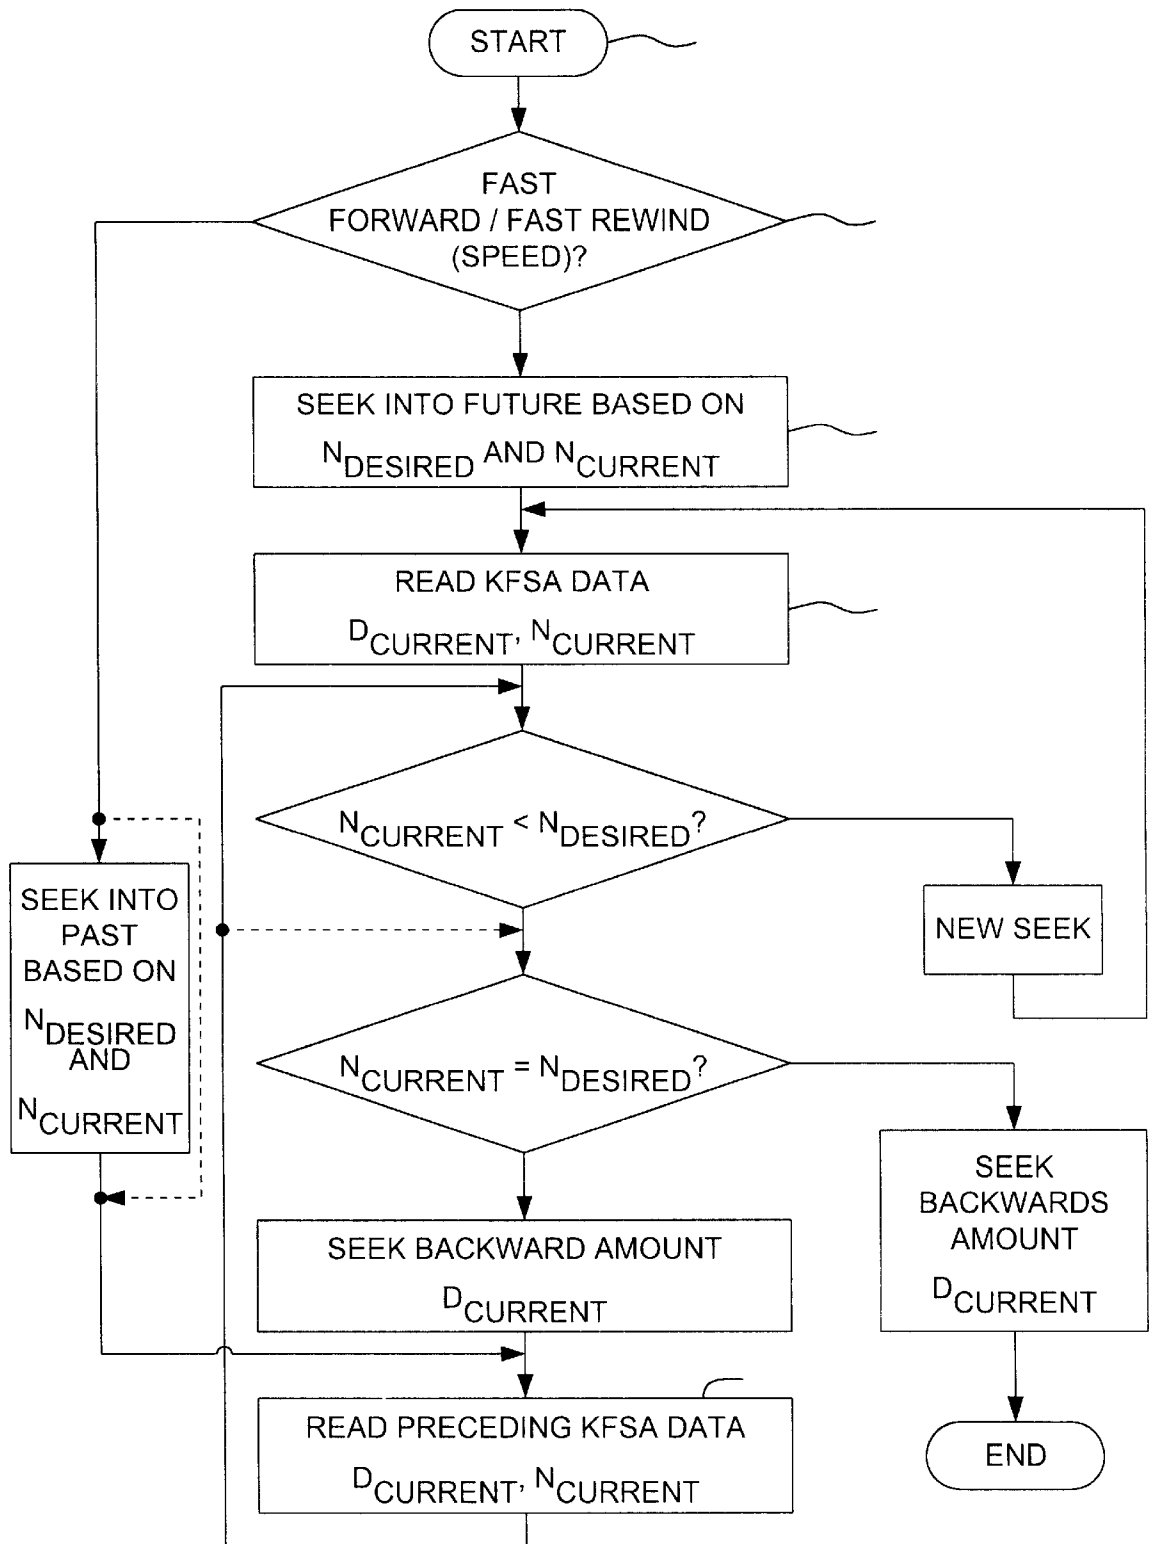 START
FAST
FORWARD / FAST REWIND
(SPEED)?
SEEK INTO FUTURE BASED ON
NDESIRED AND NCURRENT
READ KFSA DATA
DCURRENT, NCURRENT
NCURRENT < NDESIRED?
NEW SEEK
SEEK INTO
PAST
BASED ON
NDESIRED
AND
NCURRENT
NCURRENT = NDESIRED?
SEEK
BACKWARDS
AMOUNT
DCURRENT
SEEK BACKWARD AMOUNT
DCURRENT
READ PRECEDING KFSA DATA
DCURRENT, NCURRENT
END